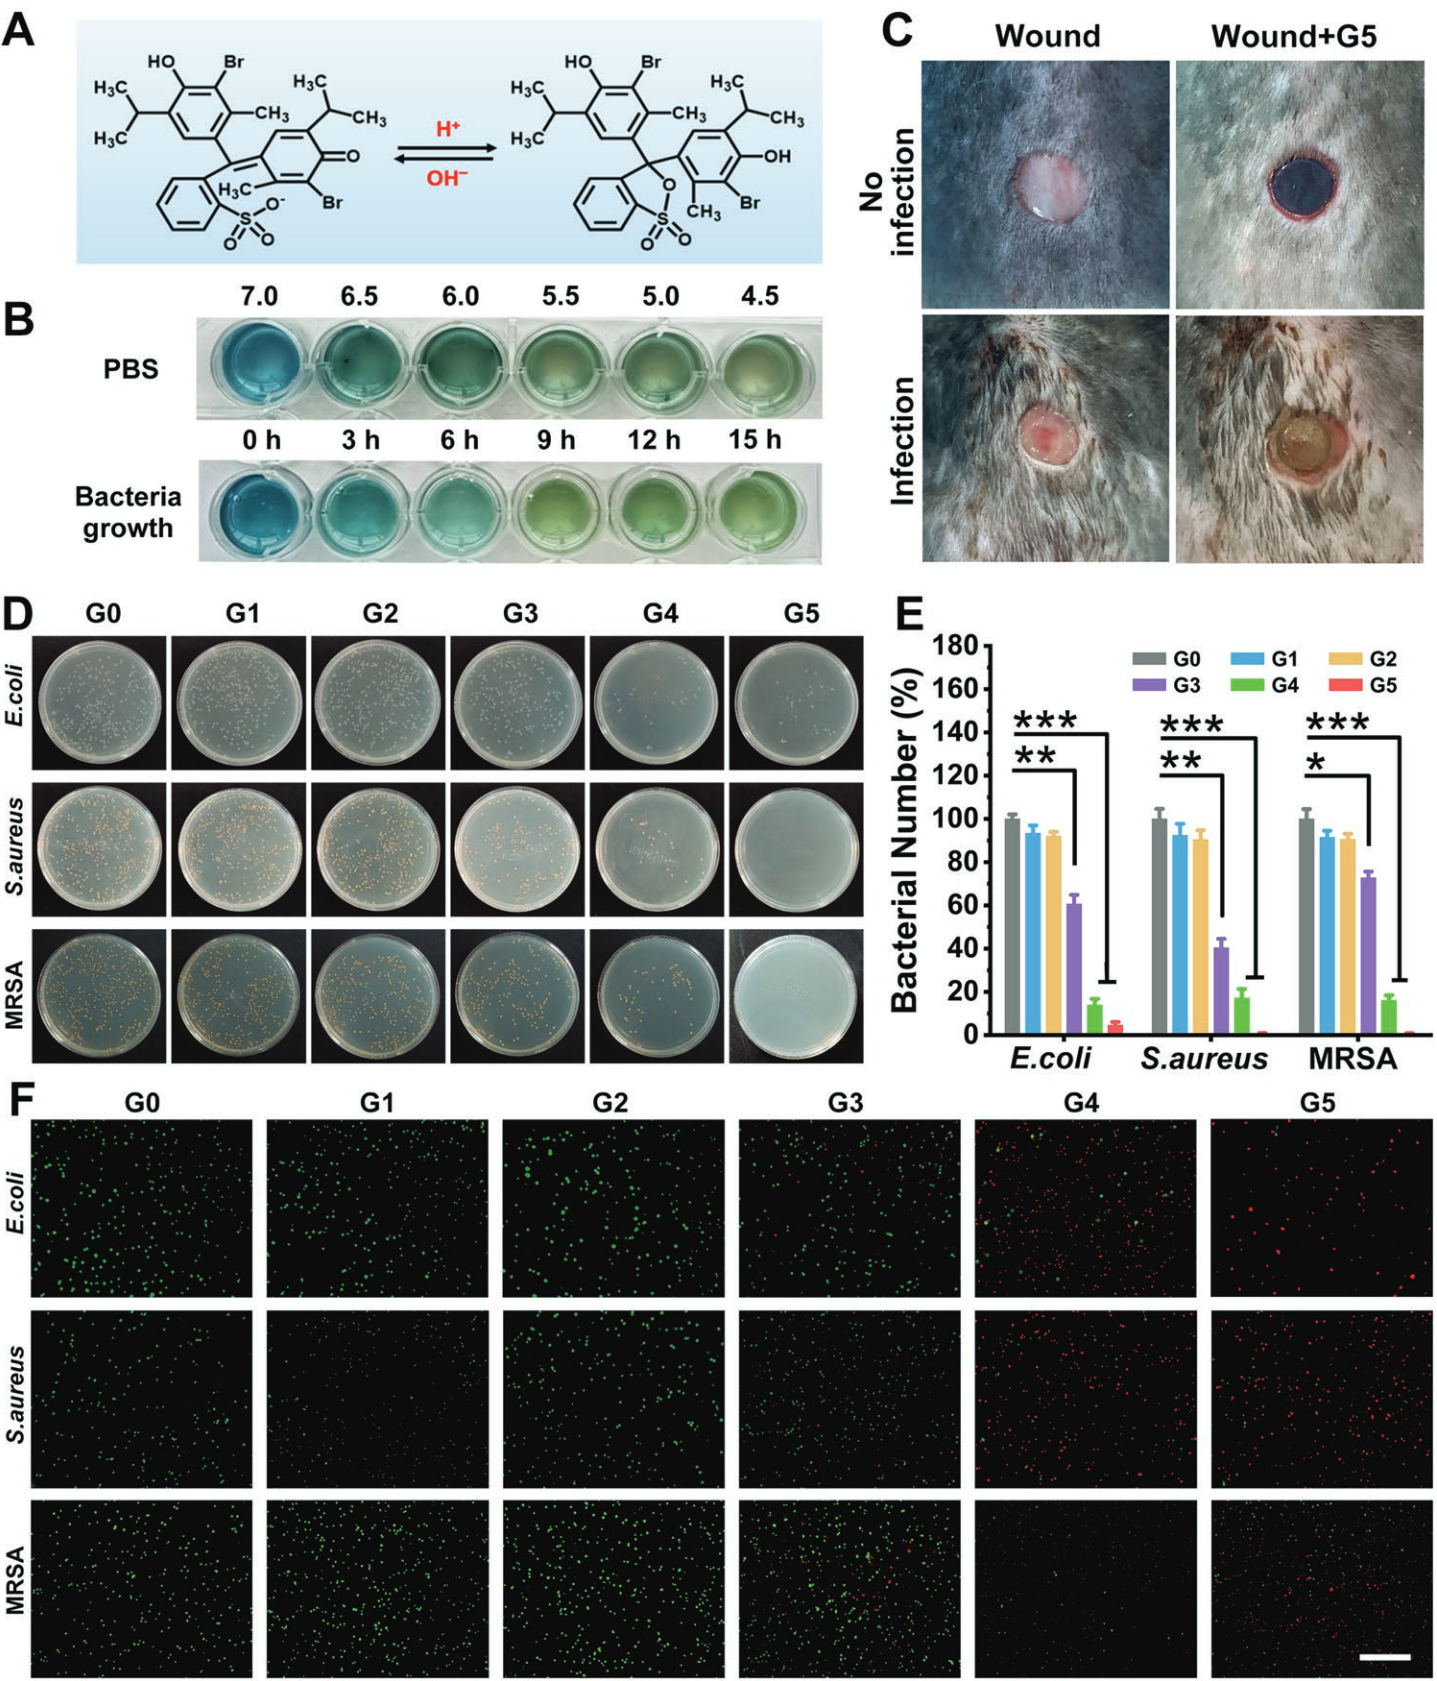 A
HO Br
H₃C
H₃C CH₃
H₃C
CH₃
O
H₃C
Br
O⁻
S
O O
H⁺
OH⁻
HO Br
H₃C
H₃C CH₃
H₃C
CH₃
OH
O
Br
CH₃
S
O O
B
7.0 6.5 6.0 5.5 5.0 4.5
PBS
0 h 3 h 6 h 9 h 12 h 15 h
Bacteria
growth
C
Wound Wound+G5
No
infection
Infection
D
G0 G1 G2 G3 G4 G5
E.coli
S.aureus
MRSA
E
Bacterial Number (%)
180
160
140
120
100
80
60
40
20
0
G0 G1 G2
G3 G4 G5
*** *** ***
** ** *
E.coli S.aureus MRSA
F
G0 G1 G2 G3 G4 G5
E.coli
S.aureus
MRSA